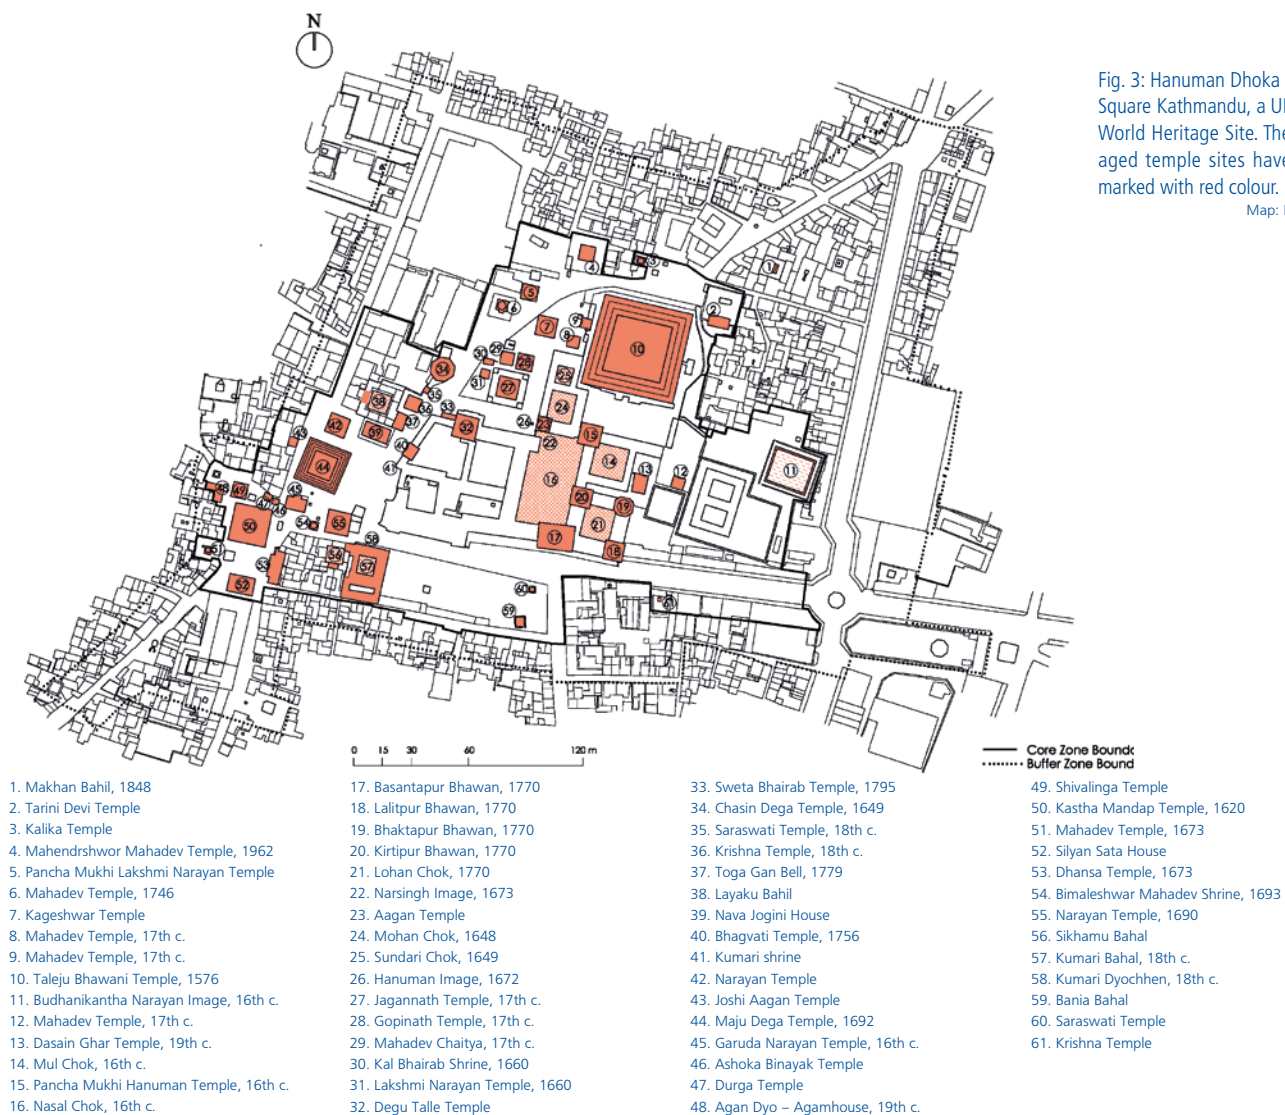 N
Fig. 3: Hanuman Dhoka
Square Kathmandu, a U
World Heritage Site. The
aged temple sites have
marked with red colour.
Map:
0 15 30 60 120 m
Core Zone Bound
Buffer Zone Bound
1. Makhan Bahil, 1848
2. Tarini Devi Temple
3. Kalika Temple
4. Mahendrshwor Mahadev Temple, 1962
5. Pancha Mukhi Lakshmi Narayan Temple
6. Mahadev Temple, 1746
7. Kageshwar Temple
8. Mahadev Temple, 17th c.
9. Mahadev Temple, 17th c.
10. Taleju Bhawani Temple, 1576
11. Budhanikantha Narayan Image, 16th c.
12. Mahadev Temple, 17th c.
13. Dasain Ghar Temple, 19th c.
14. Mul Chok, 16th c.
15. Pancha Mukhi Hanuman Temple, 16th c.
16. Nasal Chok, 16th c.
17. Basantapur Bhawan, 1770
18. Lalitpur Bhawan, 1770
19. Bhaktapur Bhawan, 1770
20. Kirtipur Bhawan, 1770
21. Lohan Chok, 1770
22. Narsingh Image, 1673
23. Aagan Temple
24. Mohan Chok, 1648
25. Sundari Chok, 1649
26. Hanuman Image, 1672
27. Jagannath Temple, 17th c.
28. Gopinath Temple, 17th c.
29. Mahadev Chaitya, 17th c.
30. Kal Bhairab Shrine, 1660
31. Lakshmi Narayan Temple, 1660
32. Degu Talle Temple
33. Sweta Bhairab Temple, 1795
34. Chasin Dega Temple, 1649
35. Saraswati Temple, 18th c.
36. Krishna Temple, 18th c.
37. Toga Gan Bell, 1779
38. Layaku Bahil
39. Nava Jogini House
40. Bhagvati Temple, 1756
41. Kumari shrine
42. Narayan Temple
43. Joshi Aagan Temple
44. Maju Dega Temple, 1692
45. Garuda Narayan Temple, 16th c.
46. Ashoka Binayak Temple
47. Durga Temple
48. Agan Dyo – Agamhouse, 19th c.
49. Shivalinga Temple
50. Kastha Mandap Temple, 1620
51. Mahadev Temple, 1673
52. Silyan Sata House
53. Dhansa Temple, 1673
54. Bimaleshwar Mahadev Shrine, 1693
55. Narayan Temple, 1690
56. Sikhamu Bahal
57. Kumari Bahal, 18th c.
58. Kumari Dyochhen, 18th c.
59. Bania Bahal
60. Saraswati Temple
61. Krishna Temple